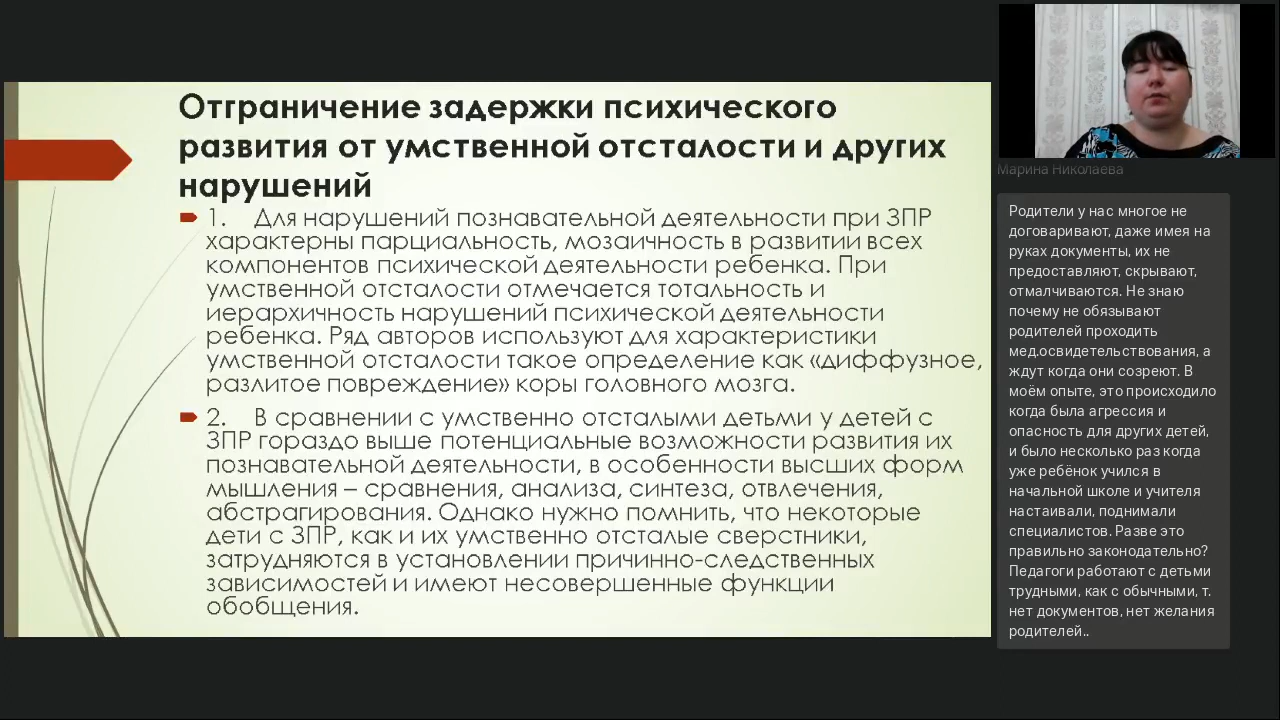 Отграничение задержки психического
развития от умственной отсталости и других
нарушений
1. Для нарушений познавательной деятельности при ЗПР
характерны парциальность, мозаичность в развитии всех
компонентов психической деятельности ребенка. При
умственной отсталости отмечается тотальность и
иерархичность нарушений психической деятельности
ребенка. Ряд авторов используют для характеристики
умственной отсталости такое определение как «диффузное,
разлитое повреждение» коры головного мозга.
2. В сравнении с умственно отсталыми детьми у детей с
ЗПР гораздо выше потенциальные возможности развития их
познавательной деятельности, в особенности высших форм
мышления – сравнения, анализа, синтеза, отвлечения,
абстрагирования. Однако нужно помнить, что некоторые
дети с ЗПР, как и их умственно отсталые сверстники,
затрудняются в установлении причинно-следственных
зависимостей и имеют несовершенные функции
обобщения.
Марина Николаева
Родители у нас многое не
договаривают, даже имея на
руках документы, их не
предоставляют, скрывают,
отмалчиваются. Не знаю
почему не обязывают
родителей проходить
мед.освидетельствования, а
ждут когда они созреют. В
моём опыте, это происходило
когда была агрессия и
опасность для других детей,
и было несколько раз когда
уже ребёнок учился в
начальной школе и учителя
настаивали, поднимали
специалистов. Разве это
правильно законодательно?
Педагоги работают с детьми
трудными, как с обычными, т.
нет документов, нет желания
родителей..